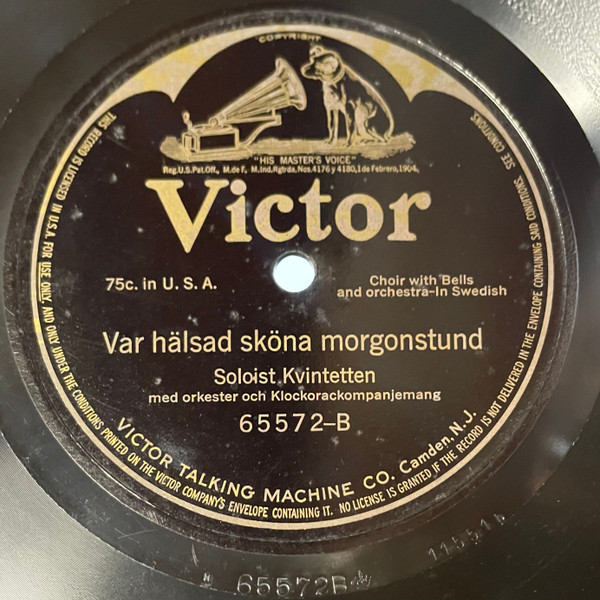 COPYRIGHT
"HIS MASTER'S VOICE"
Reg.U.S.Pat.Off., M.de F., M.Ind.Rgtrda.Nos.4176 y 4180,1 de Febrero,1904.
Victor
75c. in U. S. A.
Choir with Bells
and orchestra-In Swedish
Var hälsad sköna morgonstund
Soloist Kvintetten
med orkester och Klockorackompanjemang
65572-B
VICTOR TALKING MACHINE CO. Camden, N.J.
THIS RECORD IS LICENSED IN U.S.A. FOR USE ONLY, AND ONLY UNDER THE CONDITIONS PRINTED ON THE VICTOR COMPANY'S ENVELOPE CONTAINING IT. NO LICENSE IS GRANTED IF THE RECORD IS NOT DELIVERED IN THE ENVELOPE CONTAINING SAID CONDITIONS. SEE CONDITIONS.
65572B